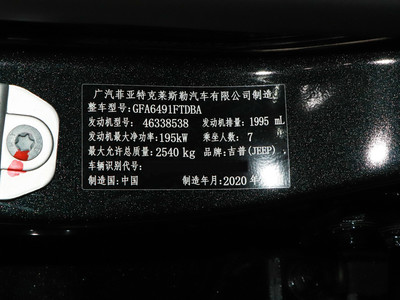 广汽菲亚特克莱斯勒汽车有限公司制造
整车型号:GFA6491FTDBA
发动机型号: 46338538 发动机排量: 1995 mL
发动机最大净功率: 195kW 乘坐人数: 7
最大允许总质量: 2540 kg 品牌: 吉普(JEEP)
车辆识别代号:
制造国: 中国 制造年月: 2020 年